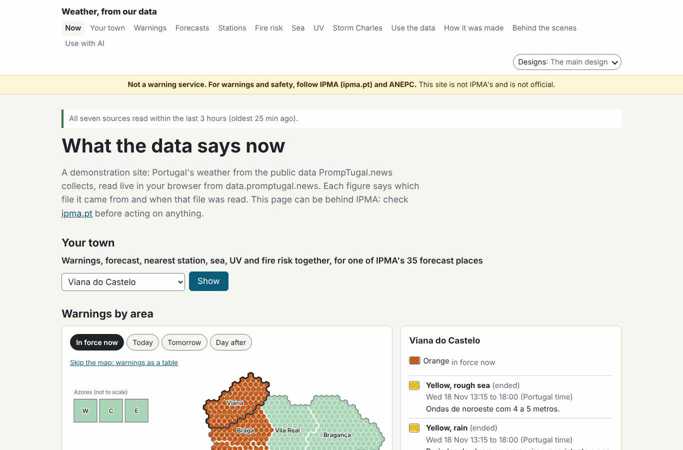 Weather, from our data
Now Your town Warnings Forecasts Stations Fire risk Sea UV Storm Charles Use the data How it was made Behind the scenes
Use with AI
Designs: The main design
Not a warning service. For warnings and safety, follow IPMA (ipma.pt) and ANEPC. This site is not IPMA's and is not official.
All seven sources read within the last 3 hours (oldest 25 min ago).
What the data says now
A demonstration site: Portugal's weather from the public data PrompTugal.news
collects, read live in your browser from data.promptugal.news. Each figure says which
file it came from and when that file was read. This page can be behind IPMA: check
ipma.pt before acting on anything.
Your town
Warnings, forecast, nearest station, sea, UV and fire risk together, for one of IPMA's 35 forecast places
Viana do Castelo Show
Warnings by area
In force now Today Tomorrow Day after
Skip the map: warnings as a table
Azores (not to scale)
W C E
Viana
Braga Vila Real Bragança
Viana do Castelo
Orange in force now
Yellow, rough sea (ended)
Wed 18 Nov 13:15 to 18:00 (Portugal time)
Ondas de noroeste com 4 a 5 metros.
Yellow, rain (ended)
Wed 18 Nov 13:15 to 18:00 (Portugal time)